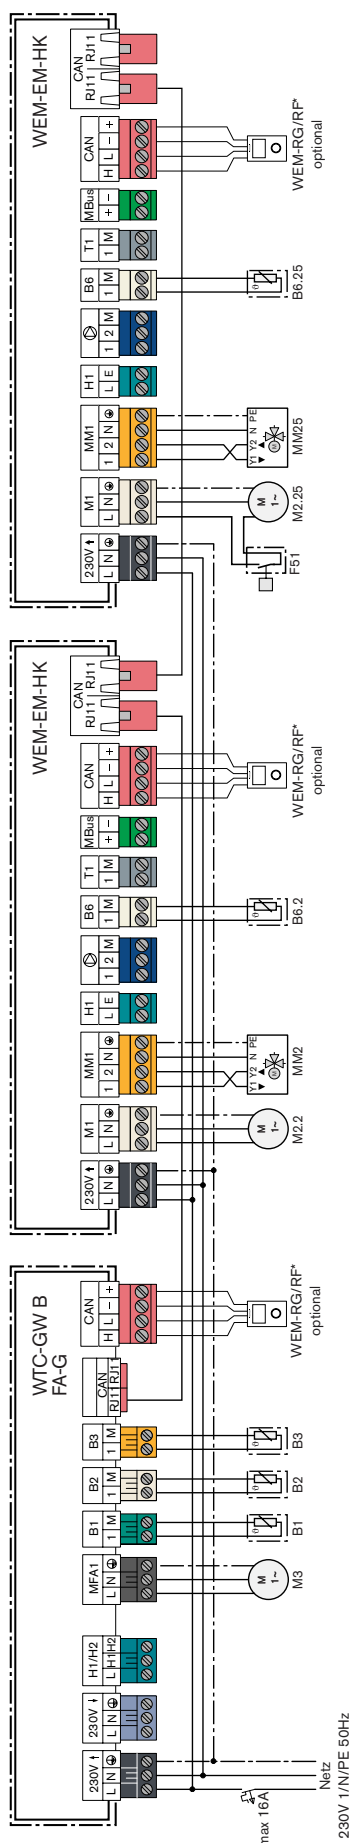 WTC-GW B
FA-G
230V
L N
230V
L N
H1/H2
L H1 H2
MFA1
L N
B1
1 M
B2
1 M
B3
1 M
CAN
RJ11 RJ11
CAN
H L − +
16A
Netz
230V 1/N/PE 50Hz
M
1~
M3
ϑ
B1
ϑ
B2
ϑ
B3
WEM-RG/RF*
optional
WEM-EM-HK
230V
L N
M1
L N
MM1
1 2 N
H1
L E
1 2 M
B6
1 M
T1
1 M
MBus
+ −
CAN
H L − +
CAN
RJ11 RJ11
M
1~
M2.2
Y1 Y2 N PE
M
MM2
ϑ
B6.2
WEM-RG/RF*
optional
WEM-EM-HK
230V
L N
M1
L N
MM1
1 2 N
H1
L E
1 2 M
B6
1 M
T1
1 M
MBus
+ −
CAN
H L − +
CAN
RJ11 RJ11
F51
M
1~
M2.25
Y1 Y2 N PE
M
MM25
ϑ
B6.25
WEM-RG/RF*
optional